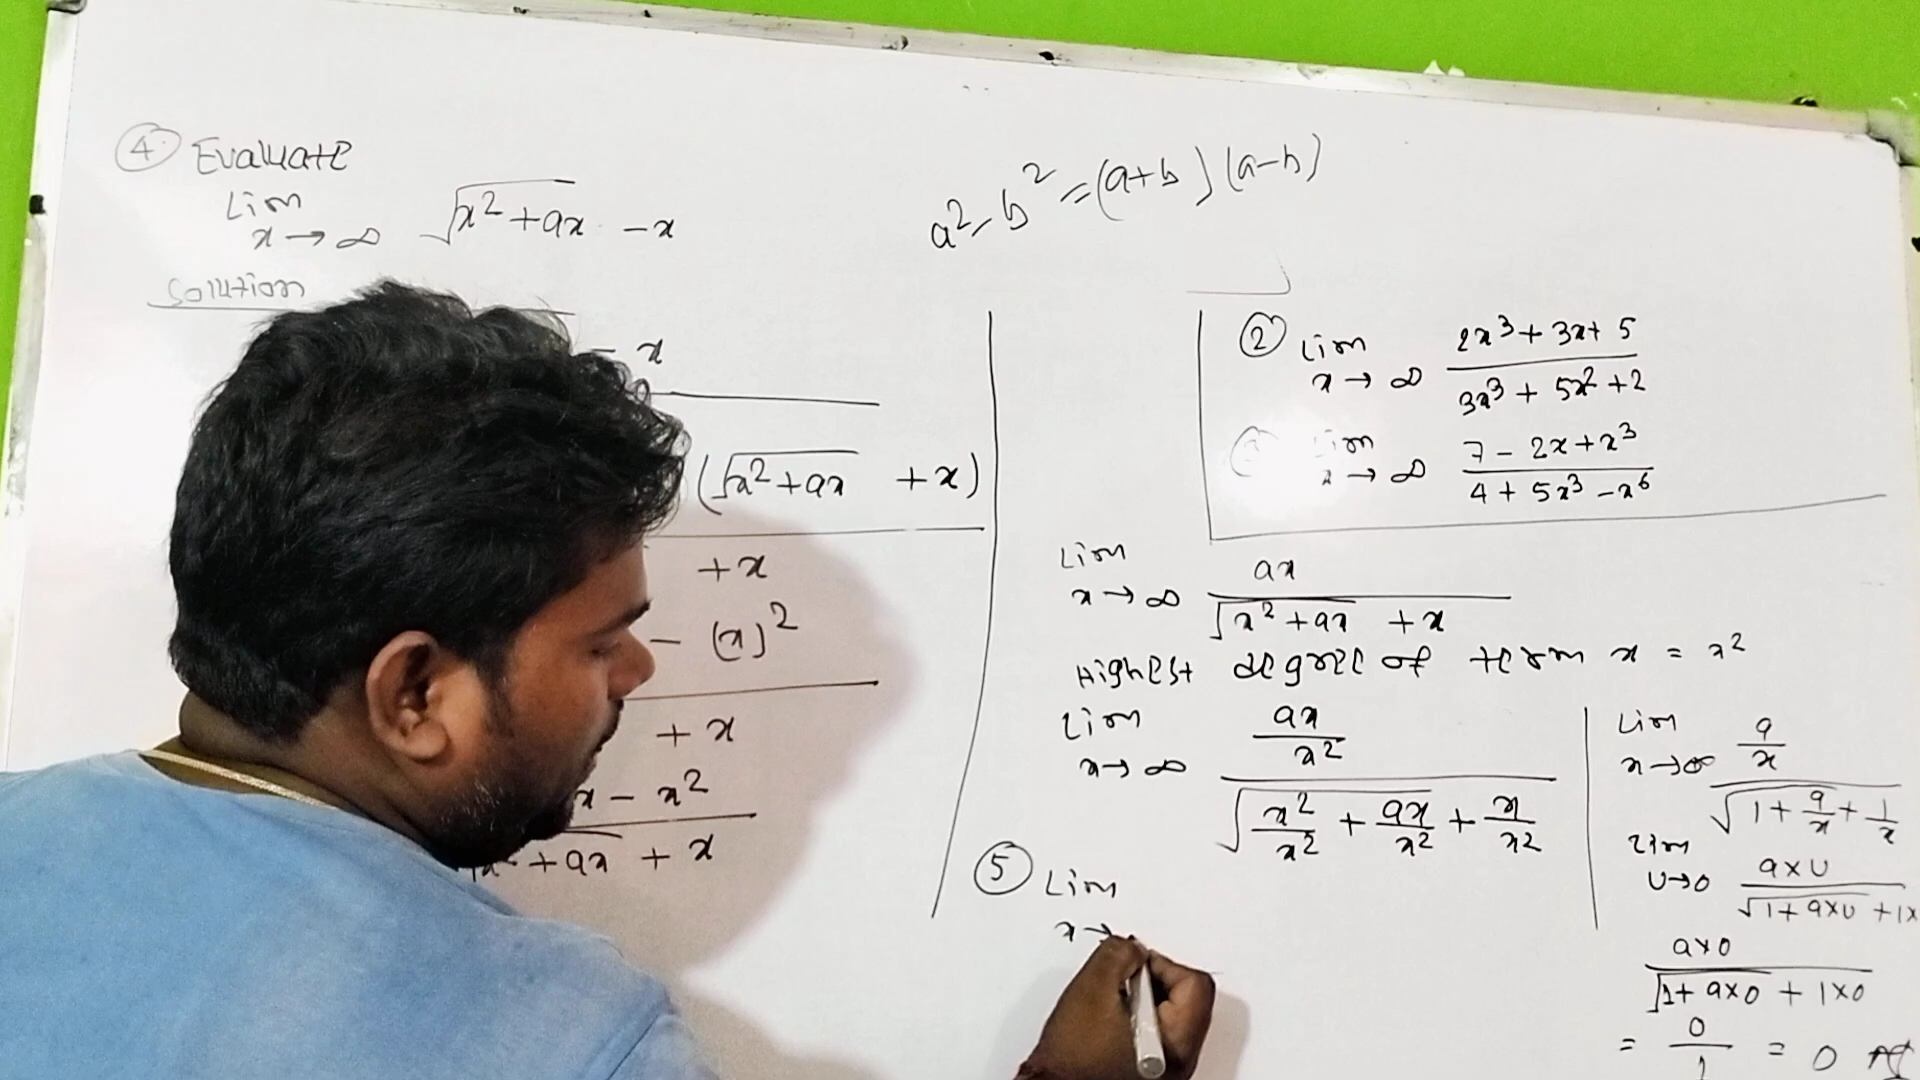 ④ Evaluate
Lim
x→∞ √x²+ax - x
Solution
- x
(√x²+ax + x)
+x
- (x)²
+ x
x - x²
+ax + x
a²-b² = (a+b)(a-b)
② Lim x→∞ 2x³+3x+5 / 3x³+5x²+2
x→∞ 7-2x+x³ / 4+5x³-x⁶
Lim x→∞ ax / √x²+ax + x
Highest degree of term x = x²
Lim x→∞ ax/x² / √x²/x² + ax/x² + x/x²
Lim x→∞ a/x / √1+a/x + 1/x
Lim U→0 a×U / √1+a×U + 1×
a×0 / √1+a×0 + 1×0
= 0/1 = 0
⑤ Lim
x→